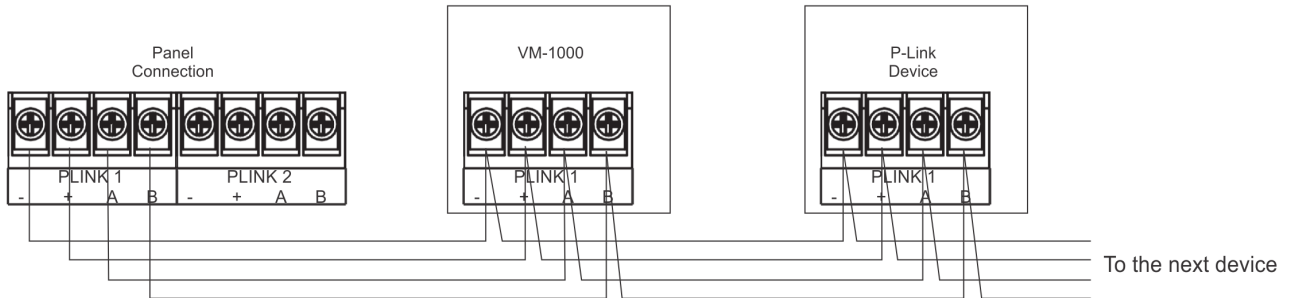 Panel
Connection
VM-1000
P-Link
Device
PLINK 1
PLINK 2
PLINK 1
PLINK 1
- + A B - + A B
- + A B
- + A B
To the next device